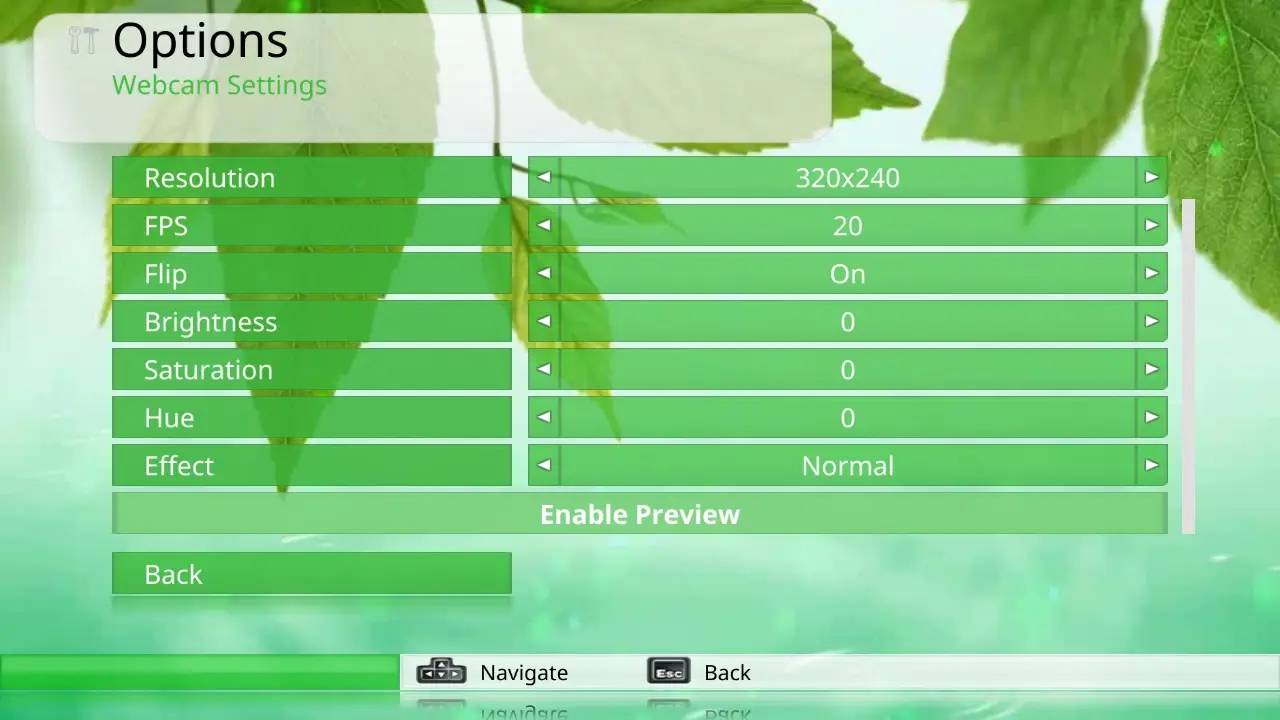 Options
Webcam Settings
Resolution 320x240
FPS 20
Flip On
Brightness 0
Saturation 0
Hue 0
Effect Normal
Enable Preview
Back
Navigate Esc Back